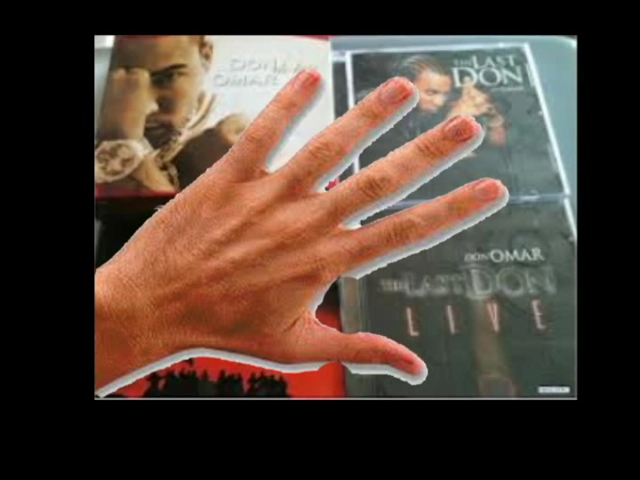 DON
OMAR
THE LAST
DON
DON OMAR
THE LAST DON
LIVE